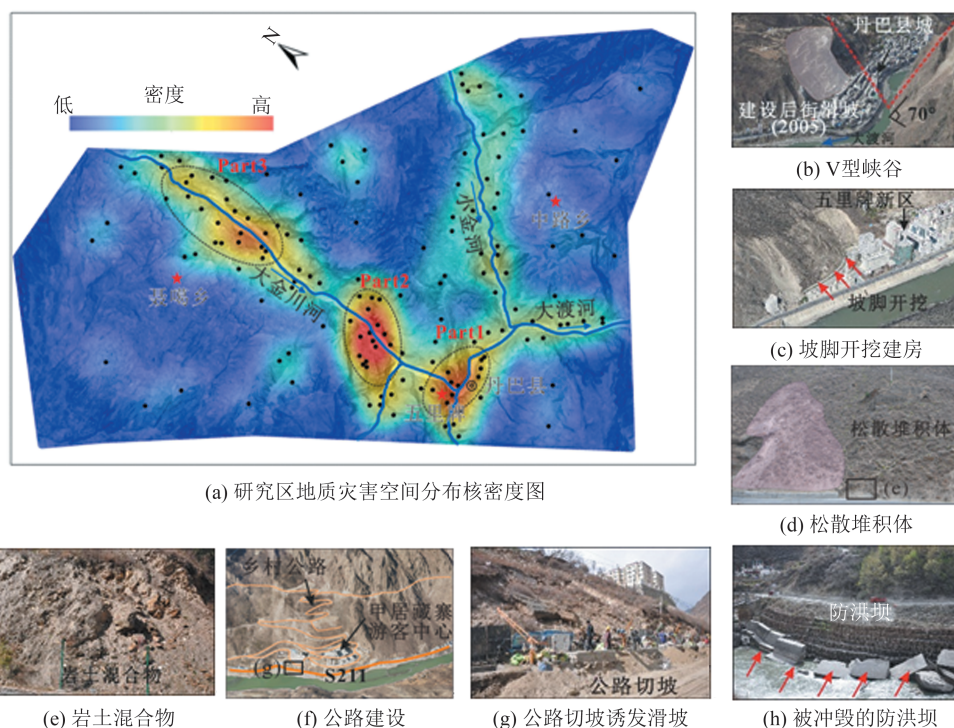 N
密度
低
高
Part3
小金河
中路乡
聂嘎乡
大金川河
Part2
大渡河
Part1
丹巴县
五里牌
(a) 研究区地质灾害空间分布核密度图
丹巴县城
建设后街滑坡
(2005)
70°
大渡河
(b) V型峡谷
五里牌新区
坡脚开挖
(c) 坡脚开挖建房
松散堆积体
(e)
(d) 松散堆积体
岩土混合物
(e) 岩土混合物
乡村公路
甲居藏寨
游客中心
(g)
S211
(f) 公路建设
公路切坡
(g) 公路切坡诱发滑坡
防洪坝
(h) 被冲毁的防洪坝